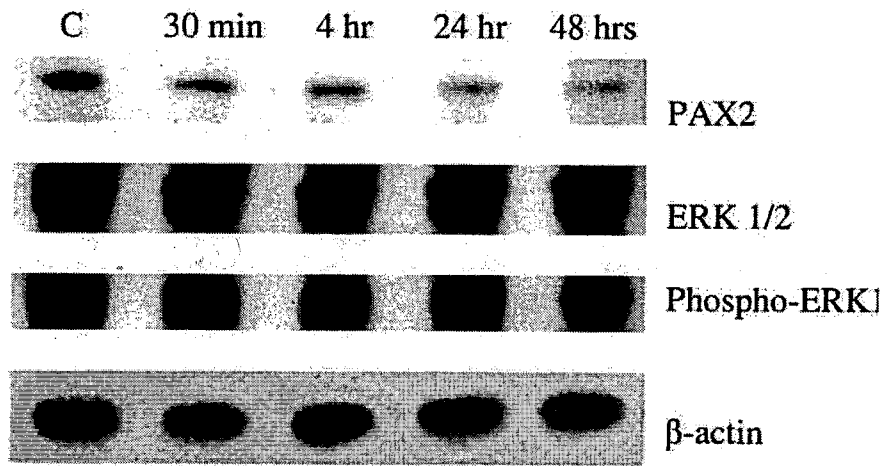 C 30 min 4 hr 24 hr 48 hrs
PAX2
ERK 1/2
Phospho-ERK1
β-actin